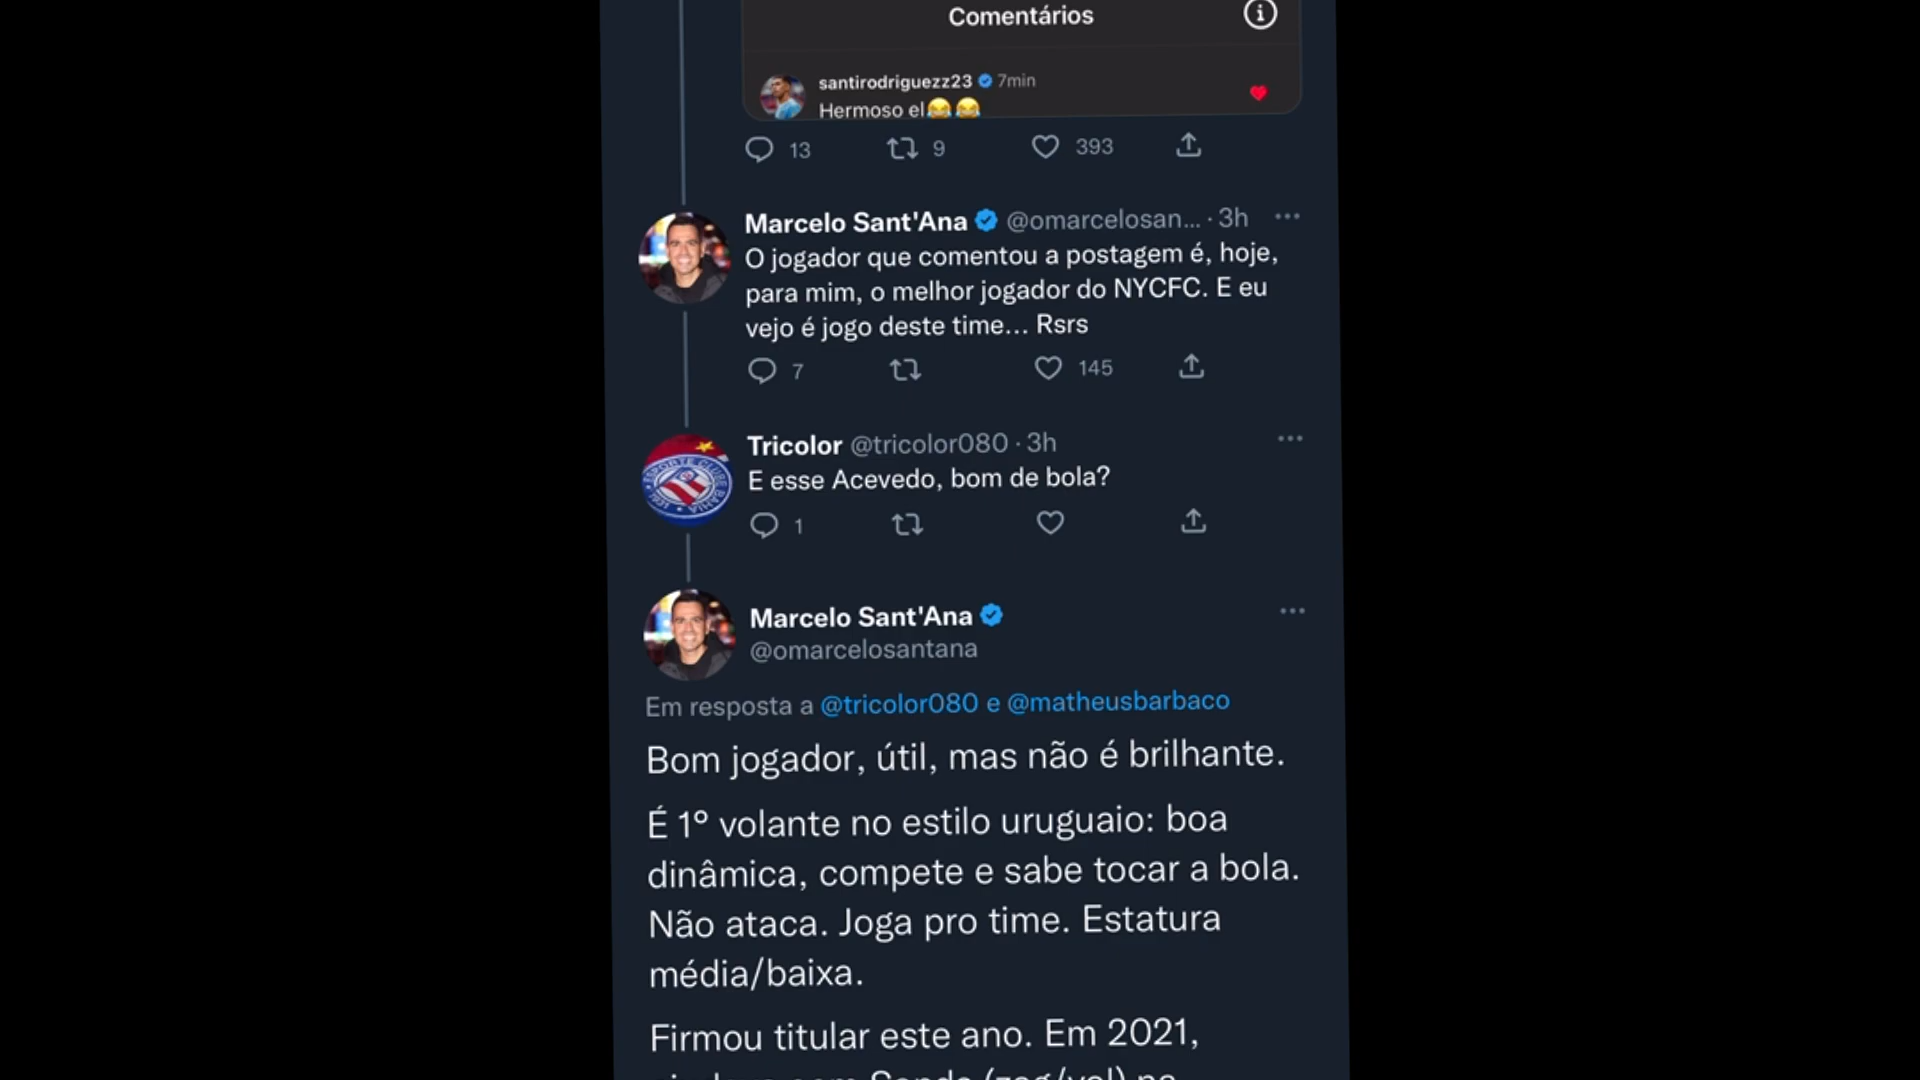 Comentários
santirodriguezz23 7min
Hermoso el😂😂
13 9 393
Marcelo Sant'Ana @omarcelosan... · 3h
O jogador que comentou a postagem é, hoje,
para mim, o melhor jogador do NYCFC. E eu
vejo é jogo deste time... Rsrs
7 145
Tricolor @tricolor080 · 3h
E esse Acevedo, bom de bola?
1
Marcelo Sant'Ana
@omarcelosantana
Em resposta a @tricolor080 e @matheusbarbaco
Bom jogador, útil, mas não é brilhante.
É 1º volante no estilo uruguaio: boa
dinâmica, compete e sabe tocar a bola.
Não ataca. Joga pro time. Estatura
média/baixa.
Firmou titular este ano. Em 2021,
(zag/vol)